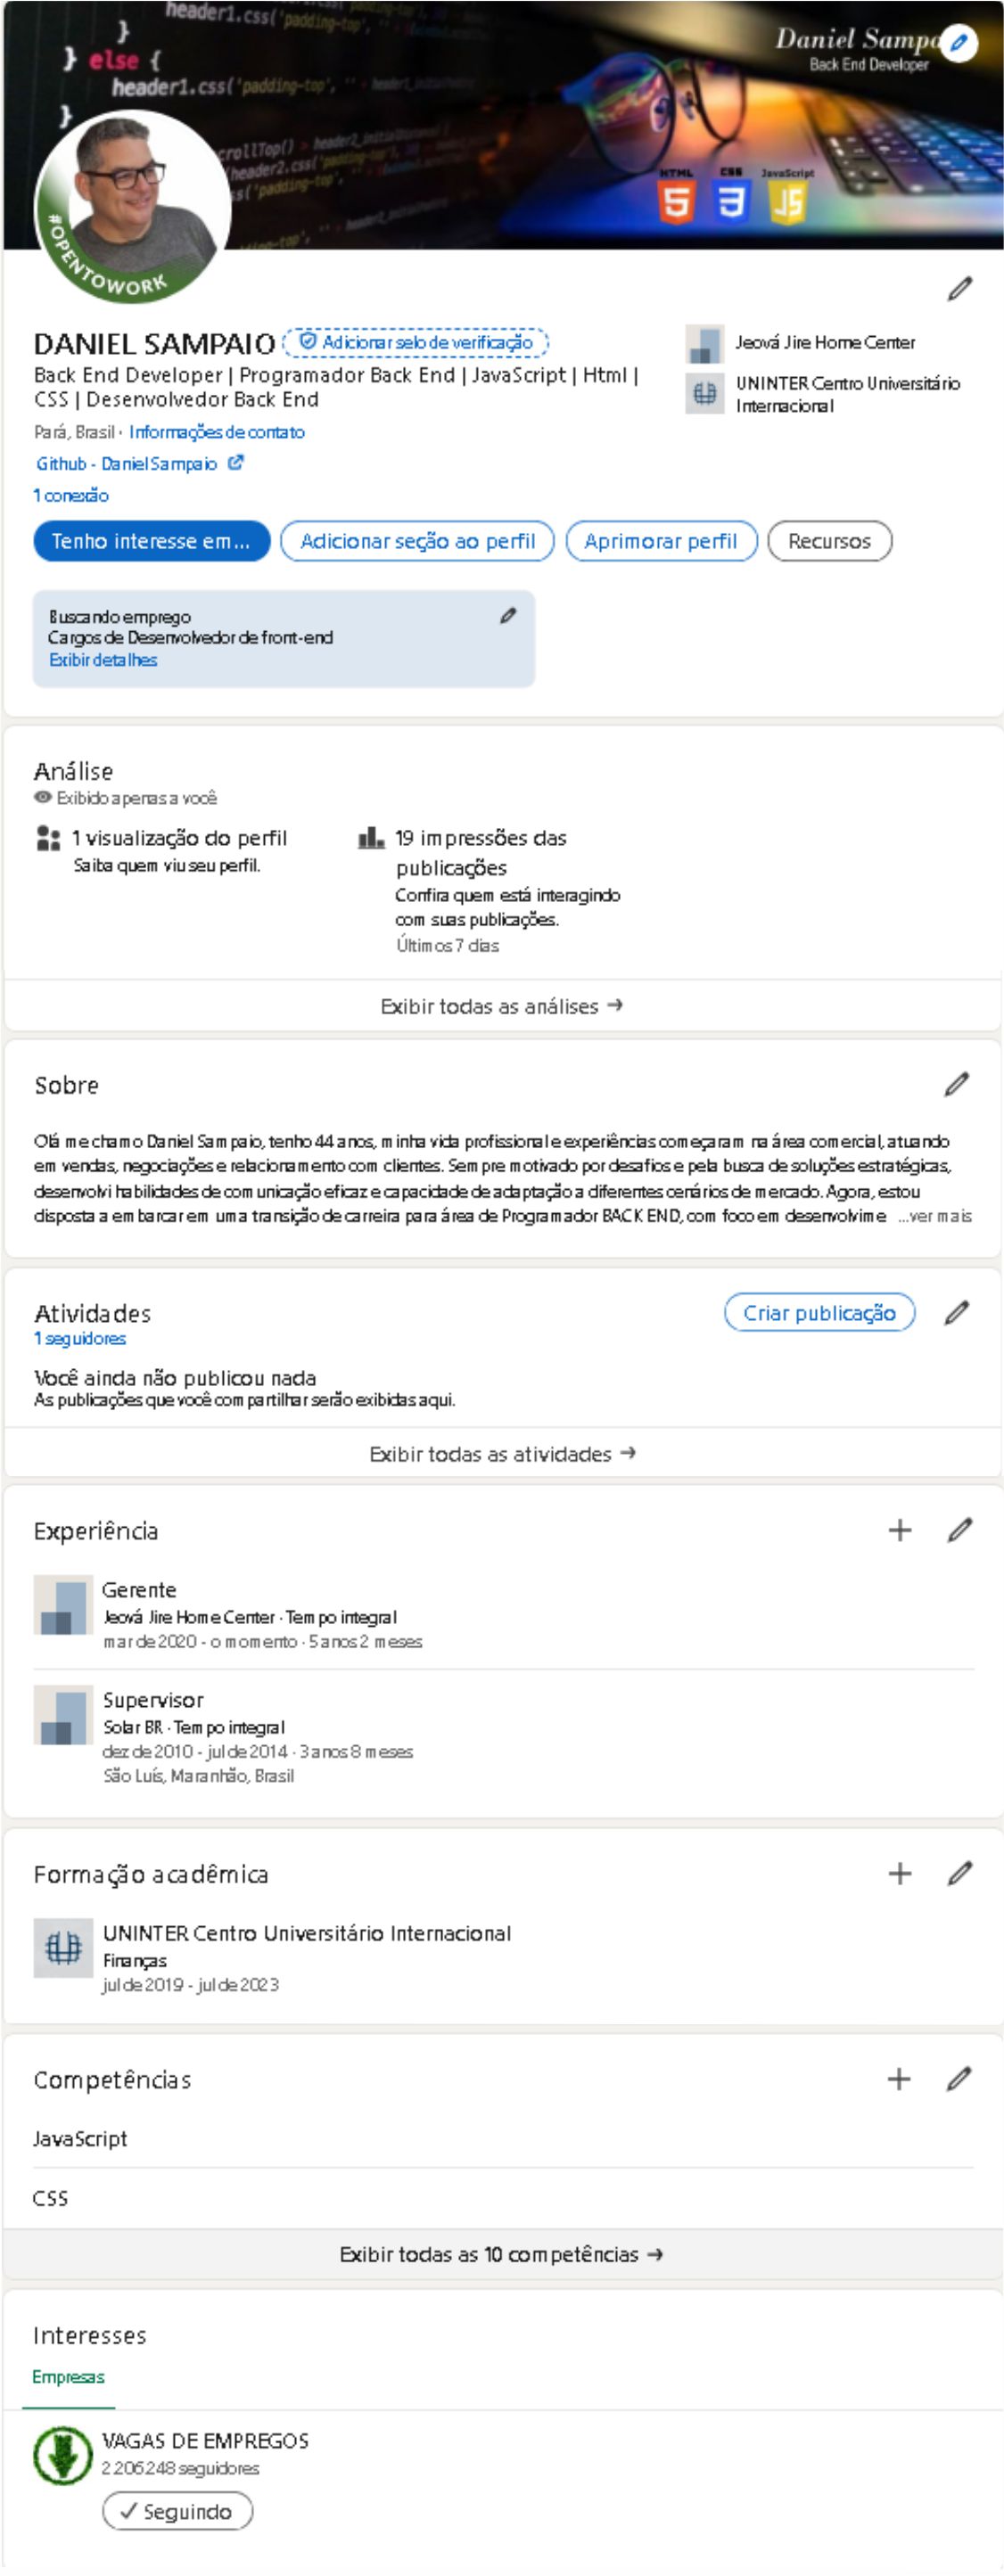 header1.css('padding-top',
}
} else {
header1.css('padding-top', '' - header1_initialDistance)
}
crollTop() > header2_initialDistance) {
header2.css('padding-top', ''
ss('padding-top',
Daniel Sampa
Back End Developer
HTML CSS JavaScript
5 3 JS
#OPENTOWORK
DANIEL SAMPAIO Adicionar selo de verificação
Back End Developer | Programador Back End | JavaScript | Html |
CSS | Desenvolvedor Back End
Pará, Brasil · Informações de contato
Github - Daniel Sampaio
1 conexão
Jeová Jire Home Center
UNINTER Centro Universitário
Internacional
Tenho interesse em... Adicionar seção ao perfil Aprimorar perfil Recursos
Buscando emprego
Cargos de Desenvolvedor de front-end
Exibir detalhes
Análise
Exibido apenas a você
1 visualização do perfil
Saiba quem viu seu perfil.
19 impressões das
publicações
Confira quem está interagindo
com suas publicações.
Últimos 7 dias
Exibir todas as análises →
Sobre
Olá me chamo Daniel Sampaio, tenho 44 anos, minha vida profissional e experiências começaram na área comercial, atuando
em vendas, negociações e relacionamento com clientes. Sempre motivado por desafios e pela busca de soluções estratégicas,
desenvolvi habilidades de comunicação eficaz e capacidade de adaptação a diferentes cenários de mercado. Agora, estou
disposta a embarcar em uma transição de carreira para área de Programador BACK END, com foco em desenvolvime ...ver mais
Atividades
1 seguidores
Criar publicação
Você ainda não publicou nada
As publicações que você compartilhar serão exibidas aqui.
Exibir todas as atividades →
Experiência
Gerente
Jeová Jire Home Center · Tempo integral
mar de 2020 - o momento · 5 anos 2 meses
Supervisor
Solar BR · Tempo integral
dez de 2010 - jul de 2014 · 3 anos 8 meses
São Luís, Maranhão, Brasil
Formação acadêmica
UNINTER Centro Universitário Internacional
Finanças
jul de 2019 - jul de 2023
Competências
JavaScript
CSS
Exibir todas as 10 competências →
Interesses
Empresas
VAGAS DE EMPREGOS
2 206 248 seguidores
✓ Seguindo